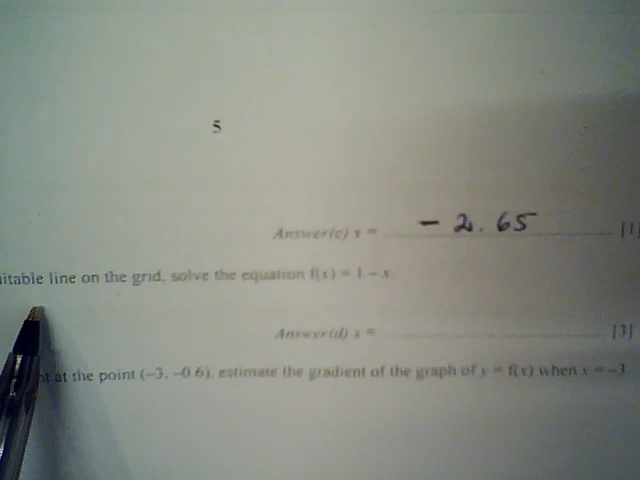 5
Answer(c) x = - 2.65 [1]
line on the grid, solve the equation f(x) = 1 - x.
Answer(d) x = [3]
at the point (-3, -0.6), estimate the gradient of the graph of y = f(x) when x = -3